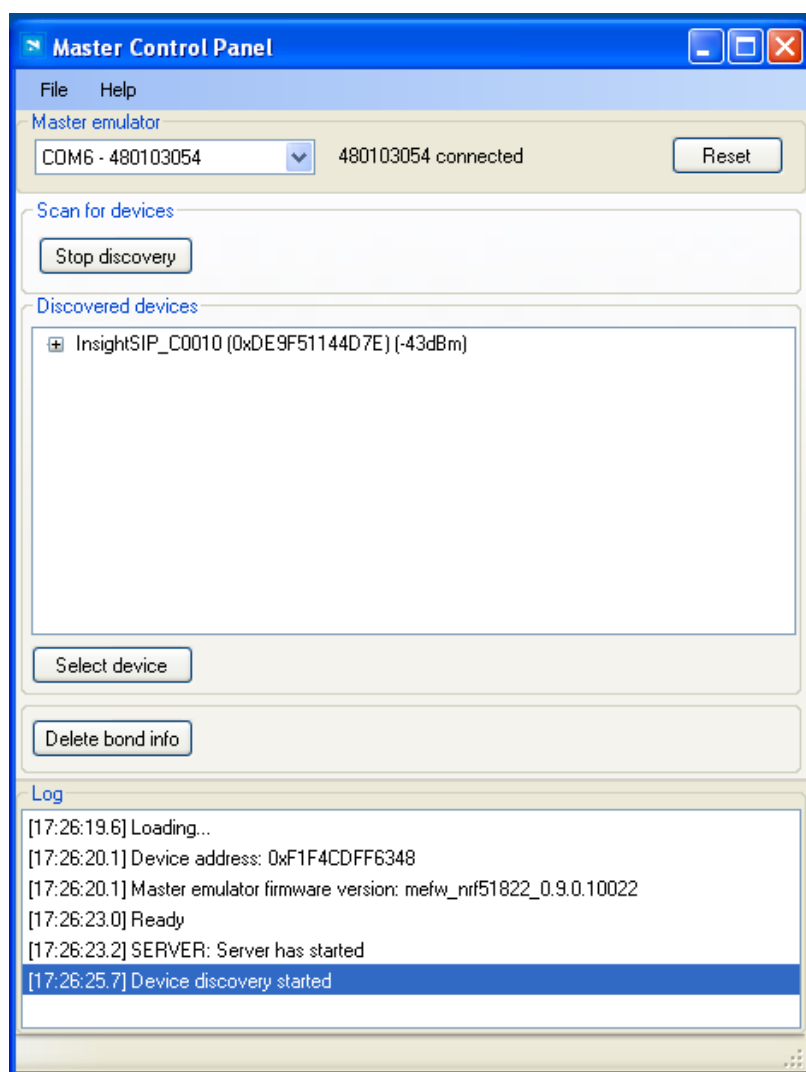 Master Control Panel
File Help
Master emulator
COM6 - 480103054 480103054 connected Reset
Scan for devices
Stop discovery
Discovered devices
InsightSIP_C0010 (0xDE9F51144D7E) (-43dBm)
Select device
Delete bond info
Log
[17:26:19.6] Loading...
[17:26:20.1] Device address: 0xF1F4CDFF6348
[17:26:20.1] Master emulator firmware version: mefw_nrf51822_0.9.0.10022
[17:26:23.0] Ready
[17:26:23.2] SERVER: Server has started
[17:26:25.7] Device discovery started